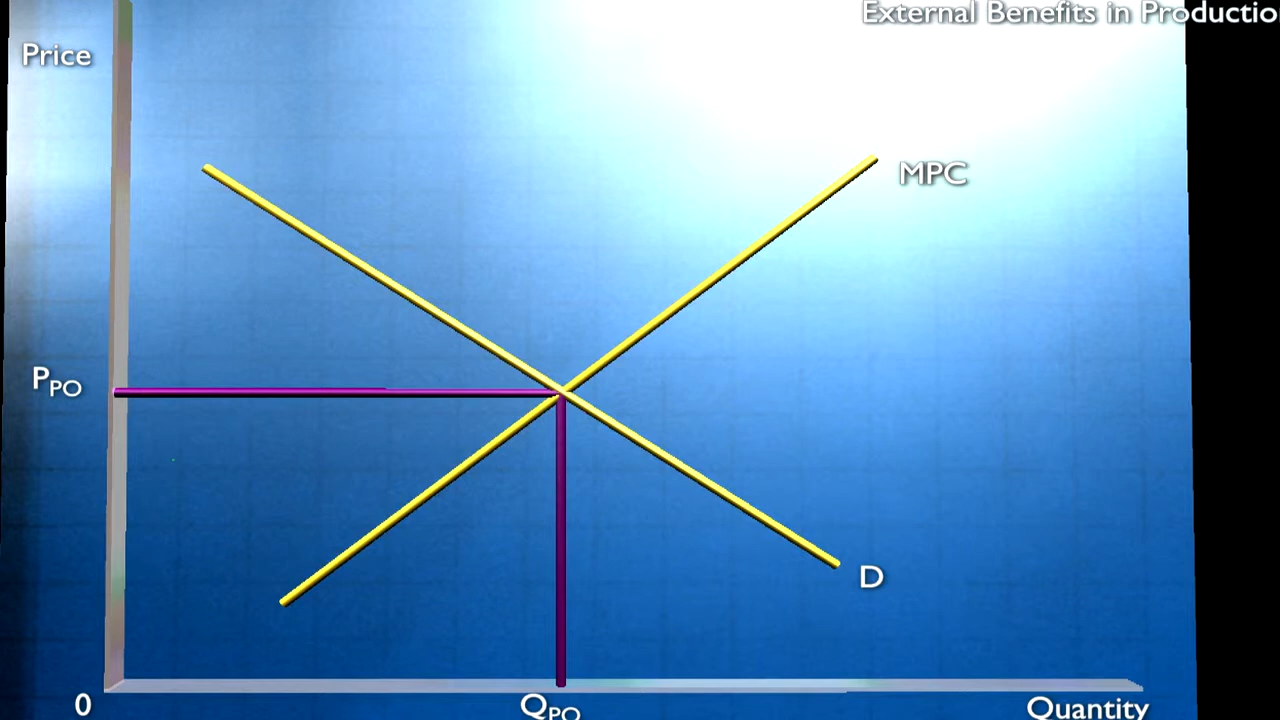 External Benefits in Productio
Price
MPC
PPO
D
0
QPO
Quantity